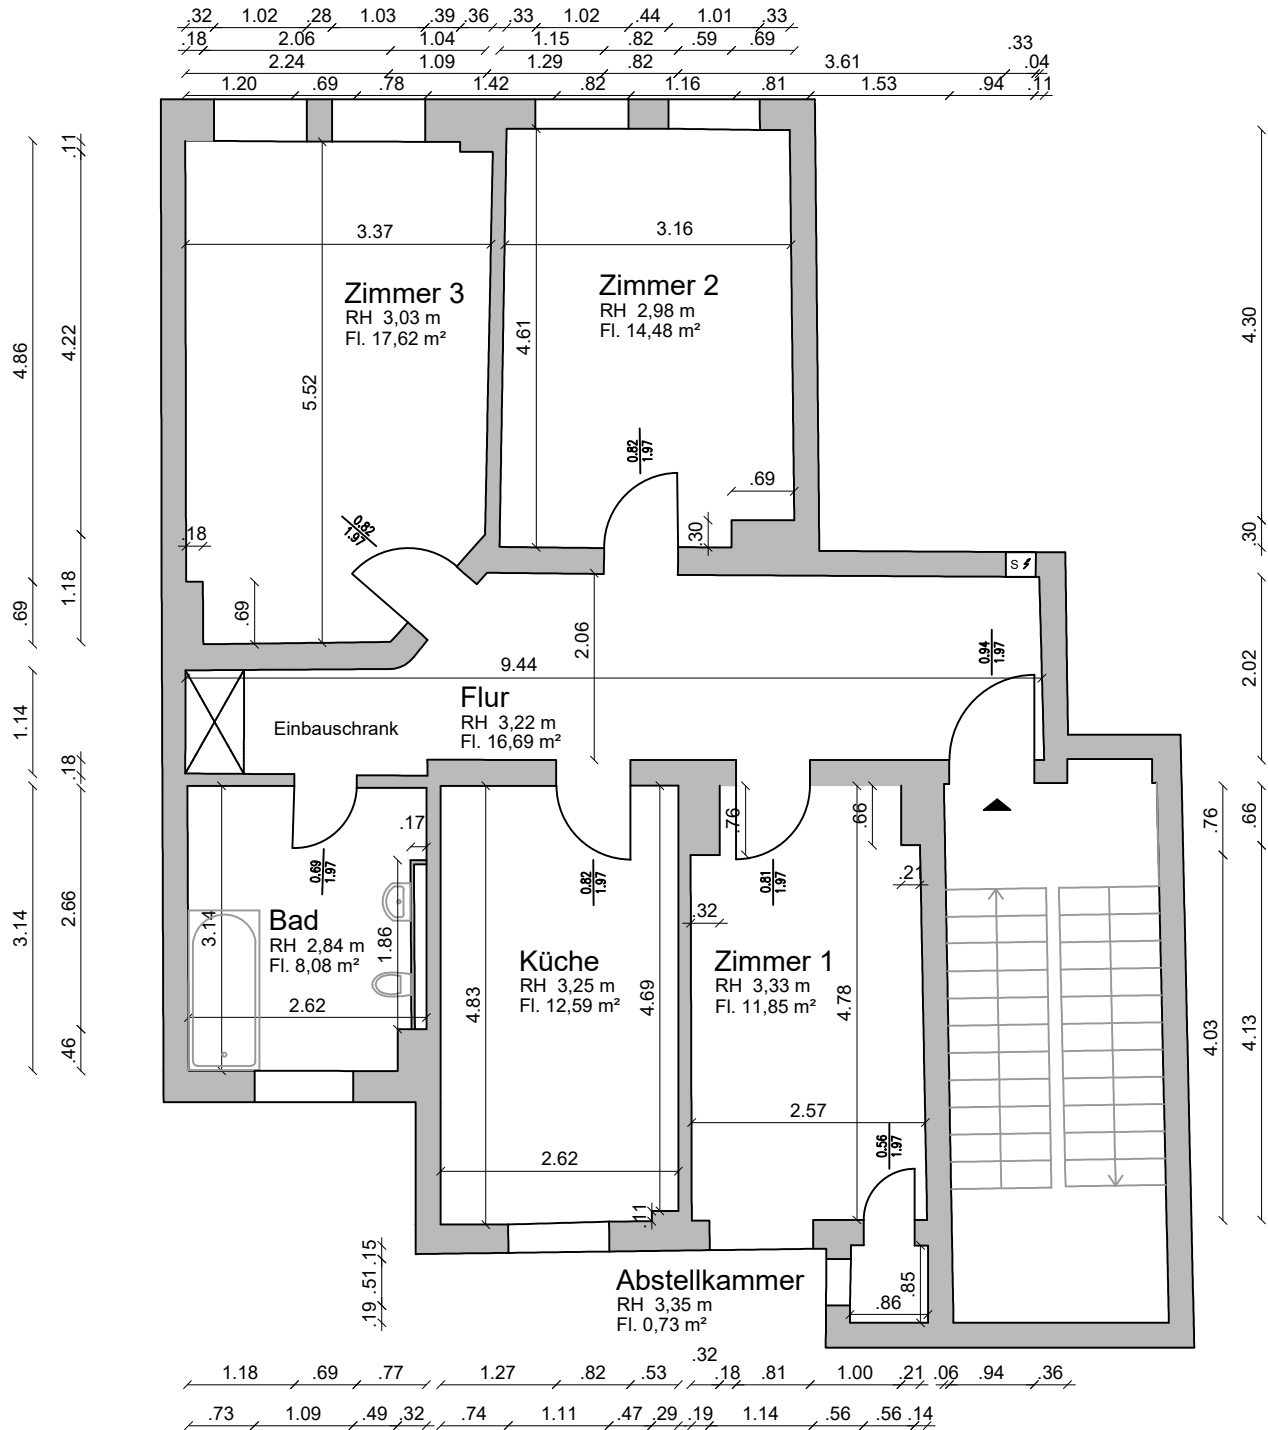 .32 1.02 .28 1.03 .39 .36 .33 1.02 .44 1.01 .33
.18 2.06 1.04 1.15 .82 .59 .69 .33
2.24 1.09 1.29 .82 3.61 .04
1.20 .69 .78 1.42 .82 1.16 .81 1.53 .94 .11
.11
4.22
1.18
4.86
.69
1.14
.18
3.14
2.66
.46
4.30
.30
2.02
.76
.66
4.03
4.13
3.37
5.52
Zimmer 3
RH 3,03 m
Fl. 17,62 m²
.18
.69
0.82
1.97
3.16
4.61
Zimmer 2
RH 2,98 m
Fl. 14,48 m²
0.82
1.97
.69
.30
S
2.06
9.44
Flur
RH 3,22 m
Fl. 16,69 m²
Einbauschrank
0.94
1.97
.17
0.69
1.97
3.14
Bad
RH 2,84 m
Fl. 8,08 m²
1.86
2.62
0.82
1.97
4.83
Küche
RH 3,25 m
Fl. 12,59 m²
4.69
2.62
.11
.76
.66
0.81
1.97
.21
.32
Zimmer 1
RH 3,33 m
Fl. 11,85 m²
4.78
2.57
0.56
1.97
.15
.51
.19
Abstellkammer
RH 3,35 m
Fl. 0,73 m²
.86
.85
.32
1.18 .69 .77 1.27 .82 .53 .18 .81 1.00 .21 .06 .94 .36
.73 1.09 .49 .32 .74 1.11 .47 .29 .19 1.14 .56 .56 .14